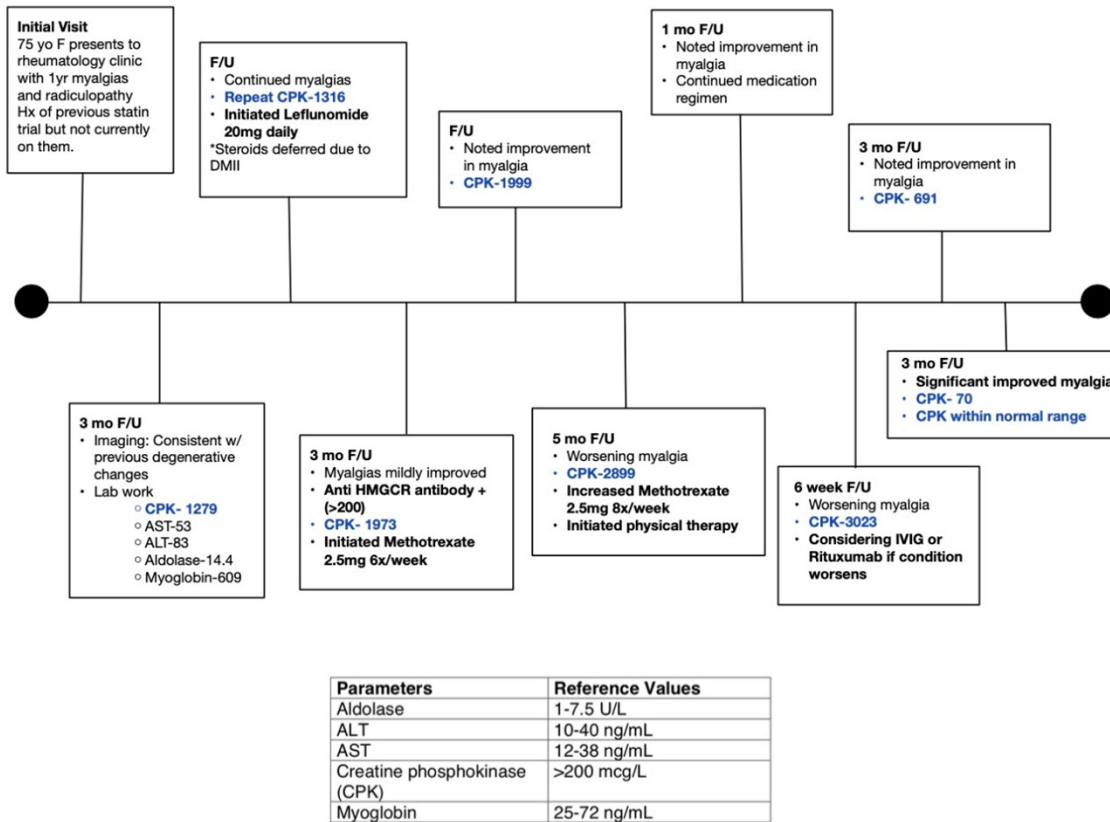 Initial Visit
75 yo F presents to
rheumatology clinic
with 1yr myalgias
and radiculopathy
Hx of previous statin
trial but not currently
on them.
3 mo F/U
• Imaging: Consistent w/
previous degenerative
changes
• Lab work
○ CPK- 1279
○ AST-53
○ ALT-83
○ Aldolase-14.4
○ Myoglobin-609
F/U
• Continued myalgias
• Repeat CPK-1316
• Initiated Leflunomide
20mg daily
*Steroids deferred due to
DMII
3 mo F/U
• Myalgias mildly improved
• Anti HMGCR antibody +
(>200)
• CPK- 1973
• Initiated Methotrexate
2.5mg 6x/week
F/U
• Noted improvement
in myalgia
• CPK-1999
5 mo F/U
• Worsening myalgia
• CPK-2899
• Increased Methotrexate
2.5mg 8x/week
• Initiated physical therapy
1 mo F/U
• Noted improvement in
myalgia
• Continued medication
regimen
6 week F/U
• Worsening myalgia
• CPK-3023
• Considering IVIG or
Rituxumab if condition
worsens
3 mo F/U
• Noted improvement in
myalgia
• CPK- 691
3 mo F/U
• Significant improved myalgia
• CPK- 70
• CPK within normal range
Parameters Reference Values
Aldolase 1-7.5 U/L
ALT 10-40 ng/mL
AST 12-38 ng/mL
Creatine phosphokinase >200 mcg/L
(CPK)
Myoglobin 25-72 ng/mL